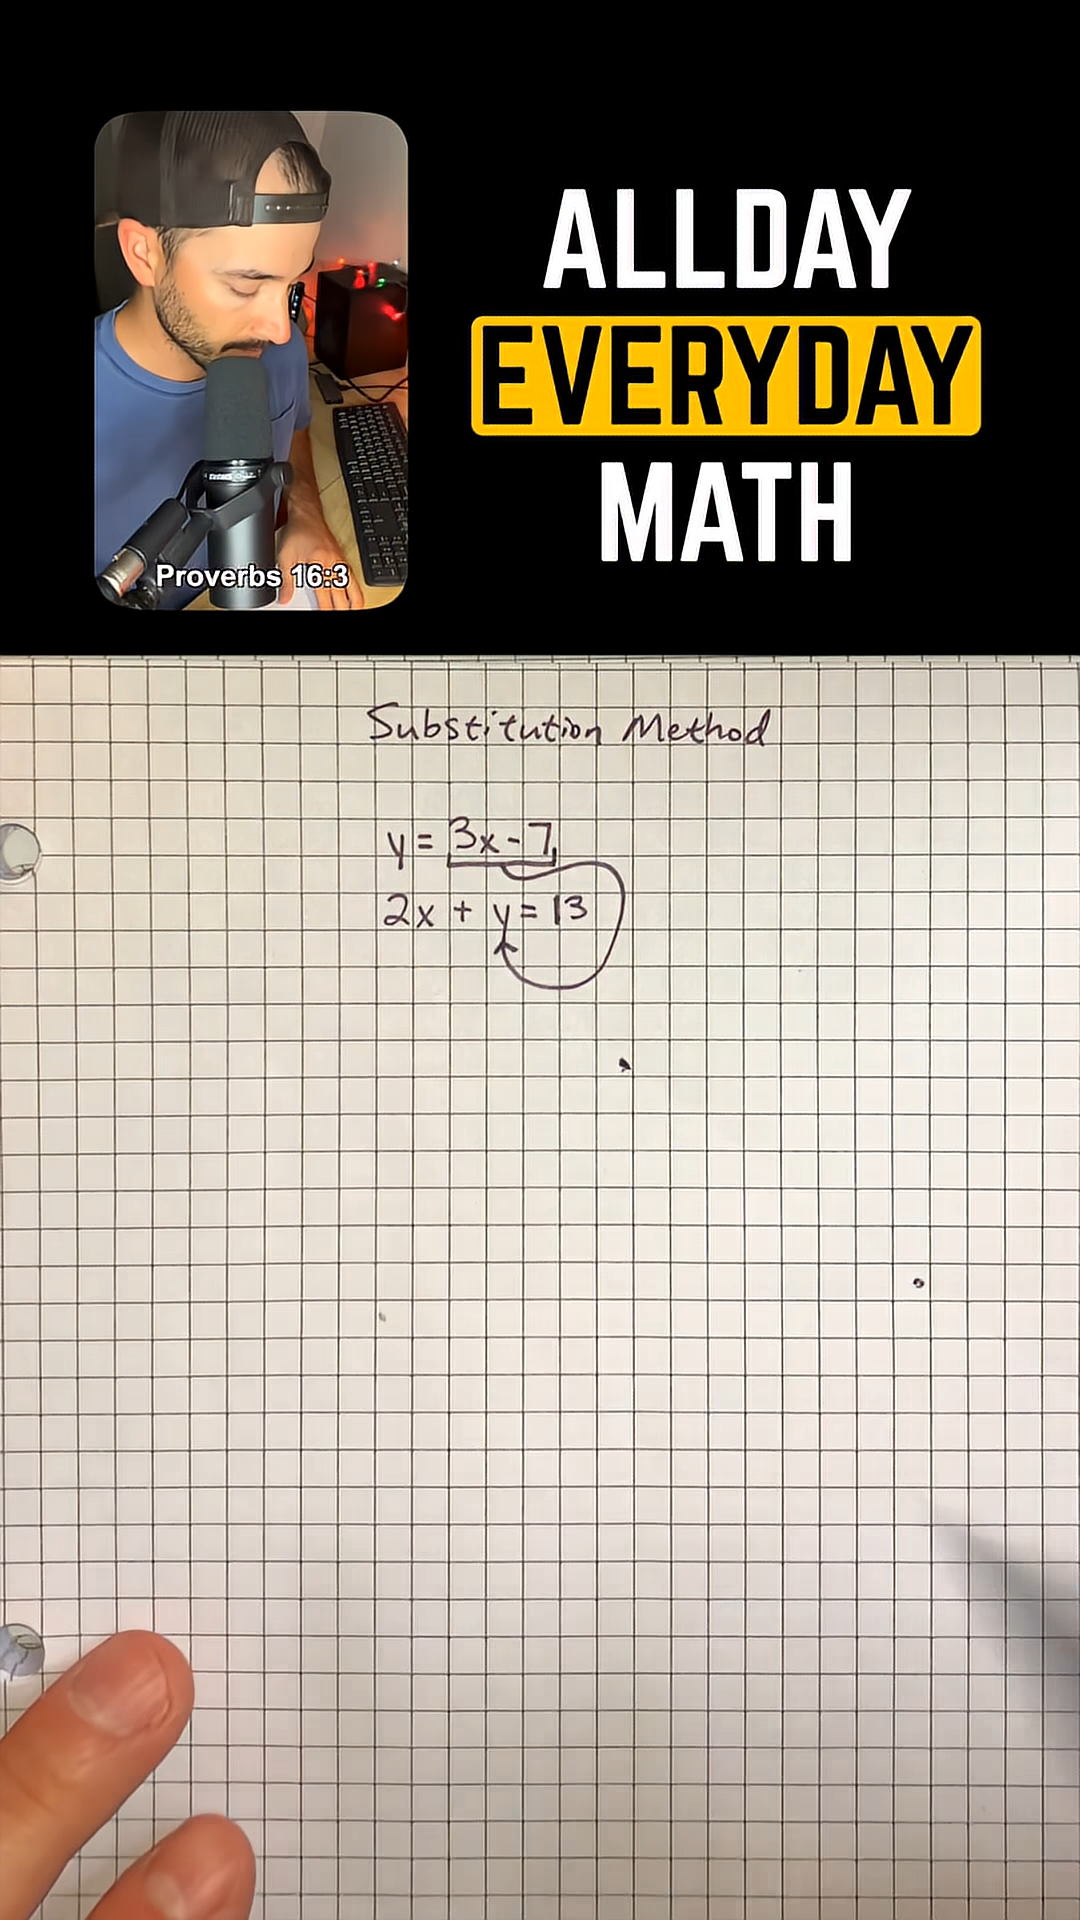 ALLDAY
EVERYDAY
MATH
Proverbs 16:3
Substitution Method
y = 3x - 7
2x + y = 13